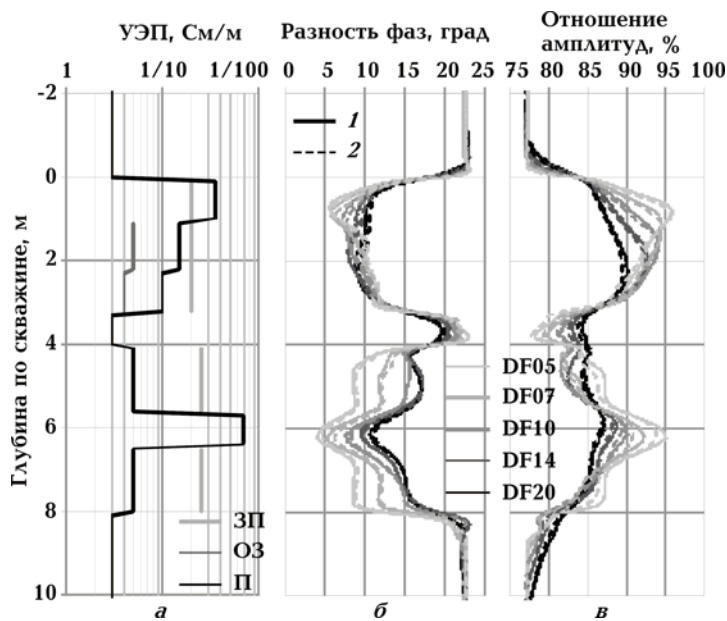 УЭП, См/м
Разность фаз, град
Отношение
амплитуд, %
1 1/10 1/100
0 5 10 15 20 25
75 80 85 90 95 100
Глубина по скважине, м
-2
0
2
4
6
8
10
1
2
DF05
DF07
DF10
DF14
DF20
ЗП
ОЗ
П
а
б
в